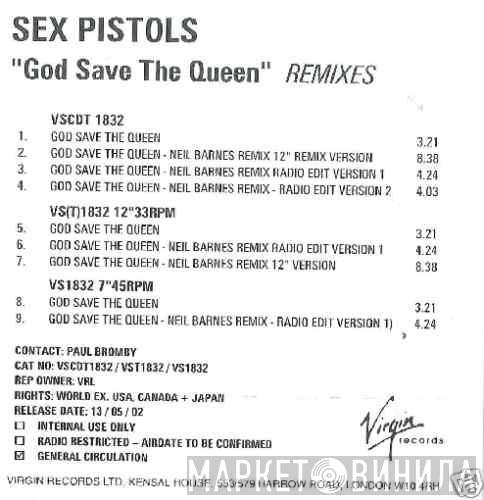 SEX PISTOLS
"God Save The Queen" REMIXES
VSCDT 1832
1. GOD SAVE THE QUEEN 3.21
2. GOD SAVE THE QUEEN - NEIL BARNES REMIX 12" REMIX VERSION 8.38
3. GOD SAVE THE QUEEN - NEIL BARNES REMIX RADIO EDIT VERSION 1 4.24
4. GOD SAVE THE QUEEN - NEIL BARNES REMIX - RADIO EDIT VERSION 2 4.03
VS(T)1832 12"33RPM
5. GOD SAVE THE QUEEN 3.21
6. GOD SAVE THE QUEEN - NEIL BARNES REMIX RADIO EDIT VERSION 1 4.24
7. GOD SAVE THE QUEEN - NEIL BARNES REMIX 12" VERSION 8.38
VS1832 7"45RPM
8. GOD SAVE THE QUEEN 3.21
9. GOD SAVE THE QUEEN - NEIL BARNES REMIX - RADIO EDIT VERSION 1) 4.24
CONTACT: PAUL BROMBY
CAT NO: VSCDT1832 / VST1832 / VS1832
REP OWNER: VRL
RIGHTS: WORLD EX. USA, CANADA + JAPAN
RELEASE DATE: 13 / 05 / 02
☐ INTERNAL USE ONLY
☐ RADIO RESTRICTED - AIRDATE TO BE CONFIRMED
☑ GENERAL CIRCULATION
Virgin records
МАРКЕТ ВИНИЛА
VIRGIN RECORDS LTD, KENSAL HOUSE, 553/579 HARROW ROAD, LONDON W10 4RH